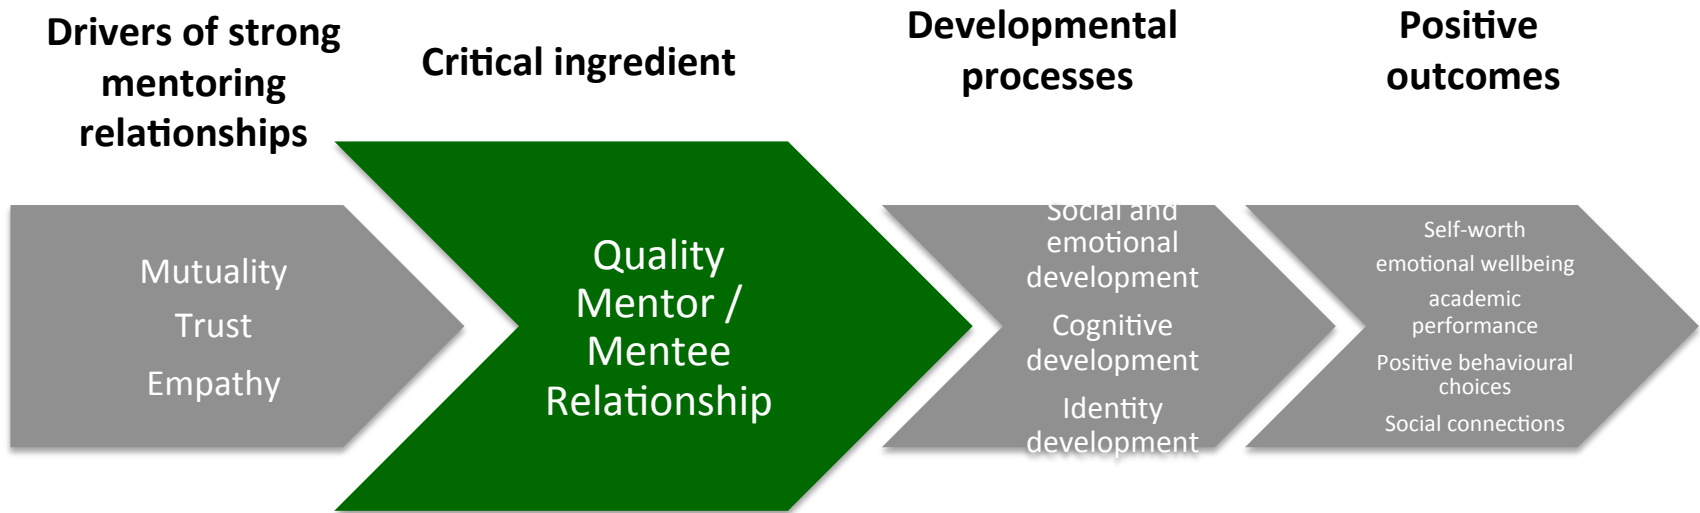 Drivers of strong
mentoring
relationships
Critical ingredient
Developmental
processes
Positive
outcomes
Mutuality
Trust
Empathy
Quality
Mentor /
Mentee
Relationship
Social and
emotional
development
Cognitive
development
Identity
development
Self-worth
emotional wellbeing
academic
performance
Positive behavioural
choices
Social connections